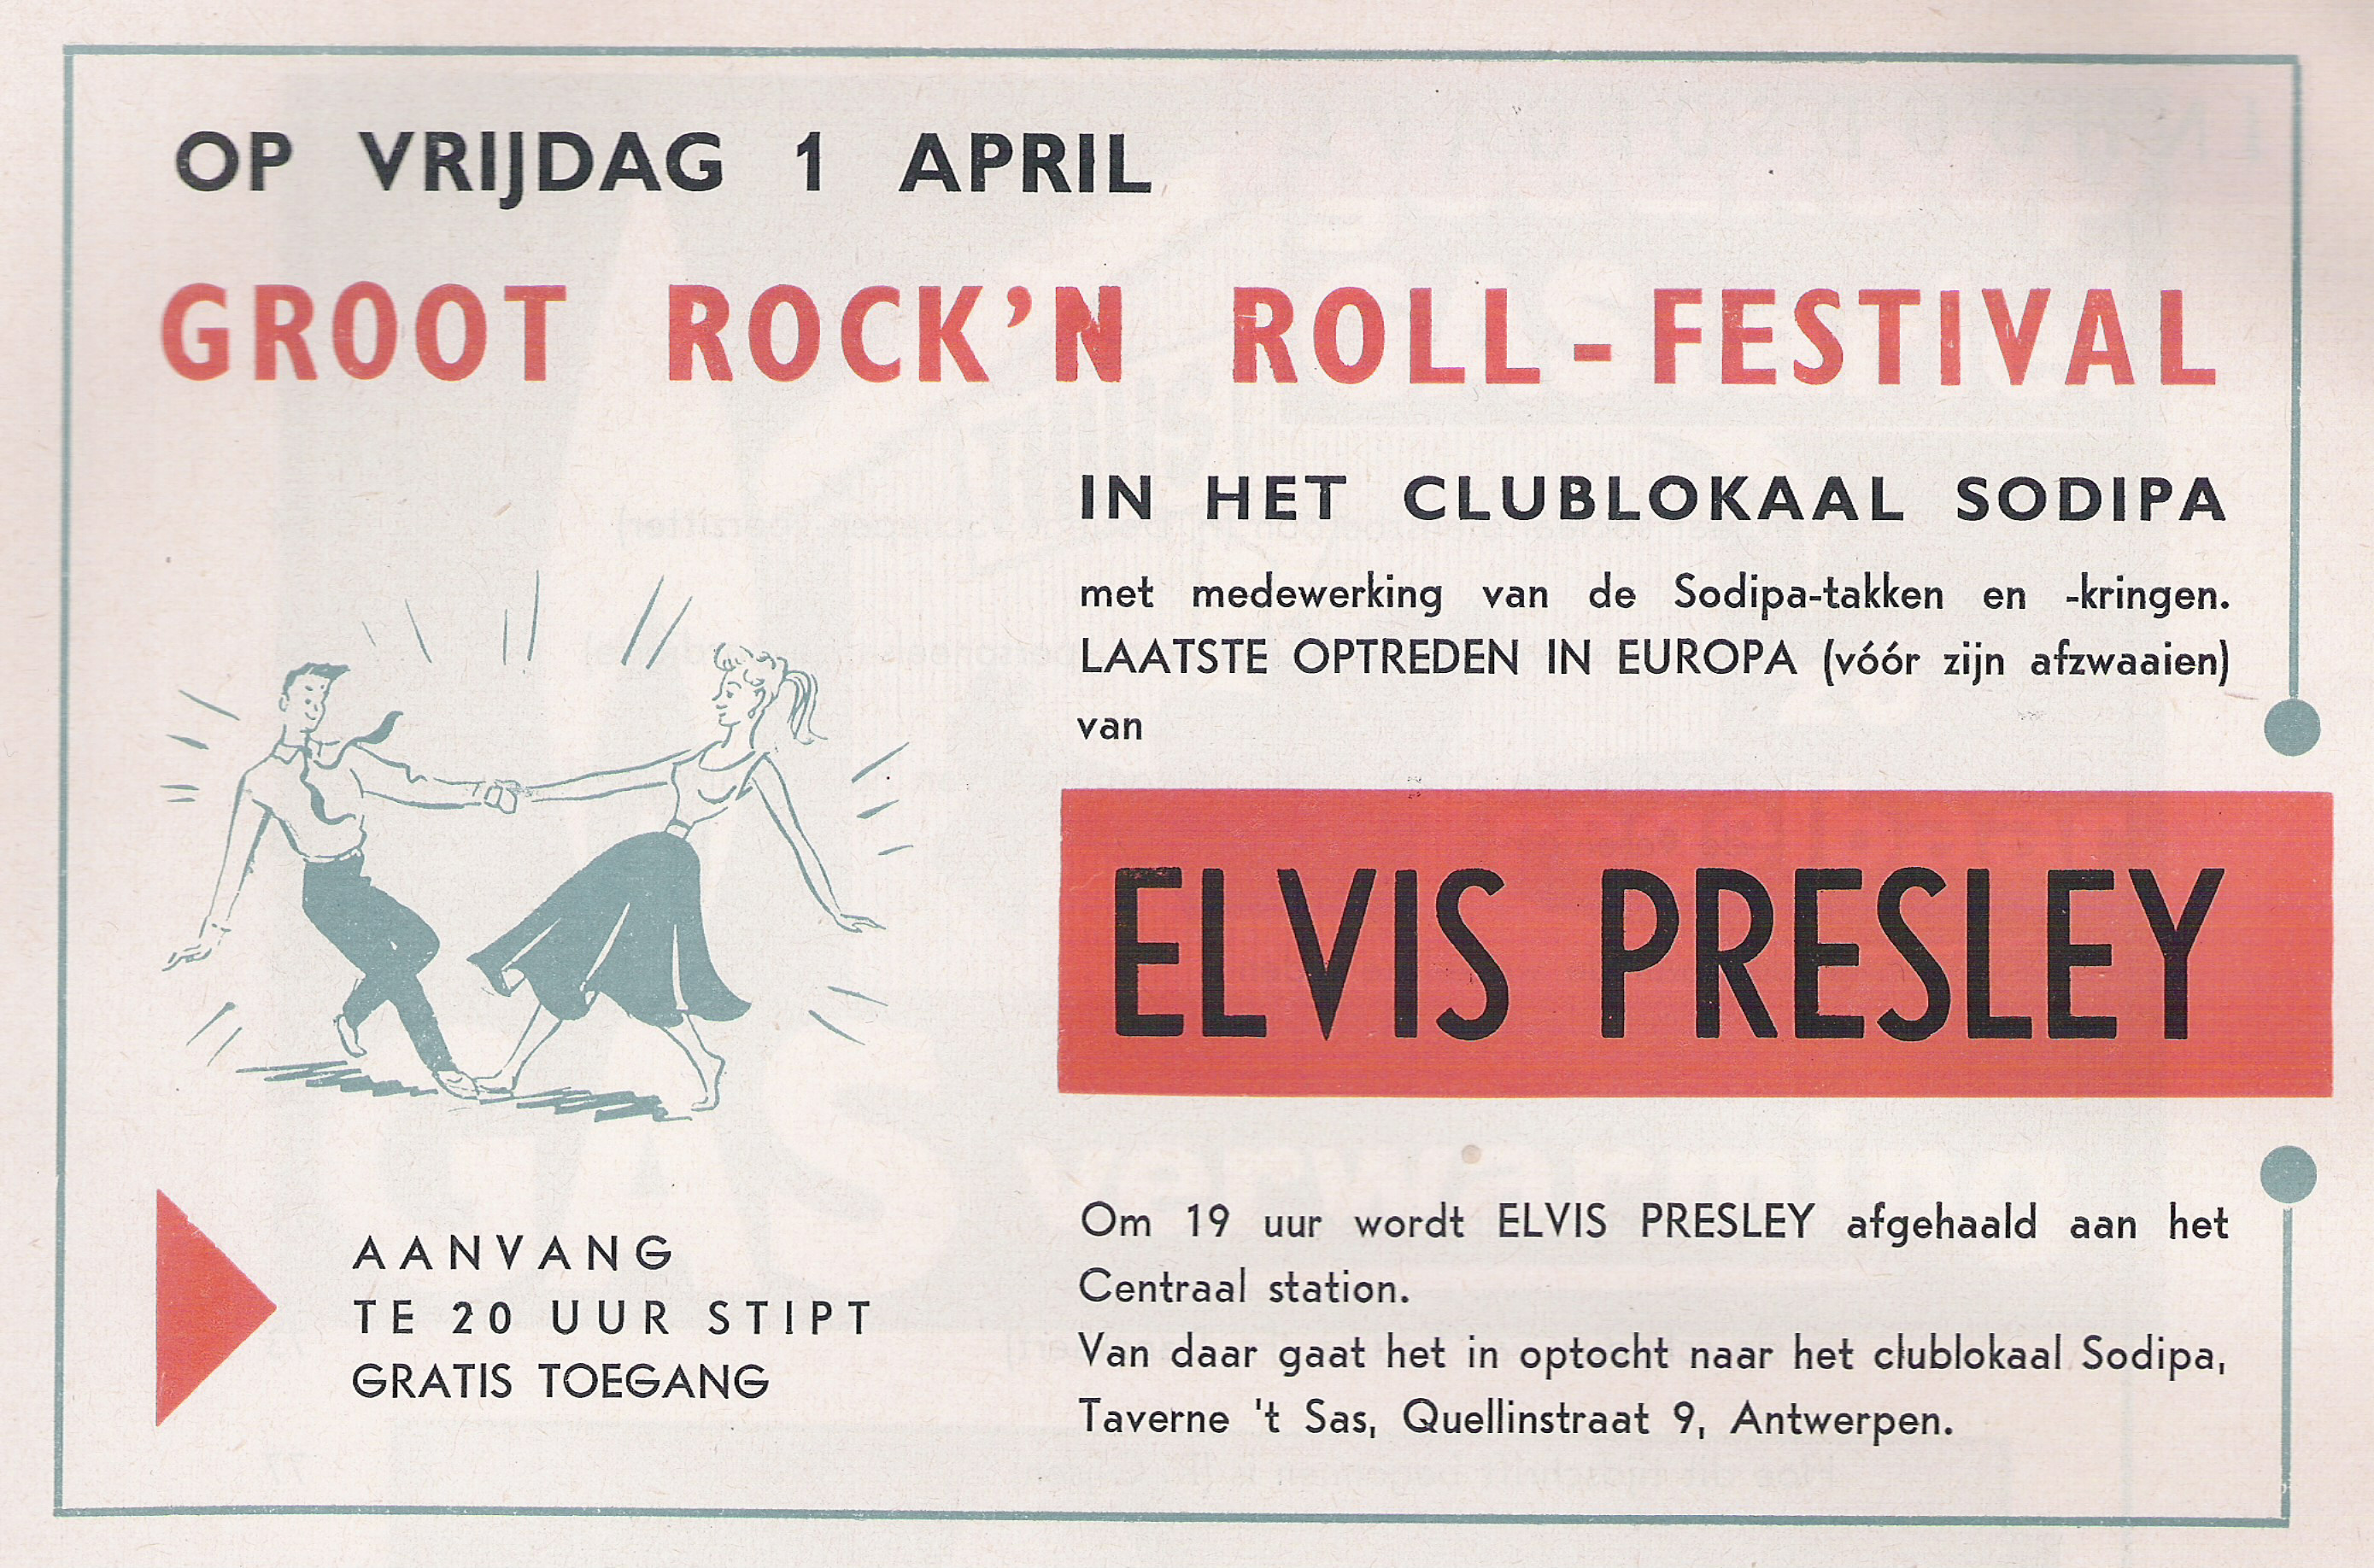 OP VRIJDAG 1 APRIL
GROOT ROCK'N ROLL-FESTIVAL
IN HET CLUBLOKAAL SODIPA
met medewerking van de Sodipa-takken en -kringen.
LAATSTE OPTREDEN IN EUROPA (vóór zijn afzwaaien)
van
ELVIS PRESLEY
AANVANG
TE 20 UUR STIPT
GRATIS TOEGANG
Om 19 uur wordt ELVIS PRESLEY afgehaald aan het
Centraal station.
Van daar gaat het in optocht naar het clublokaal Sodipa,
Taverne 't Sas, Quellinstraat 9, Antwerpen.